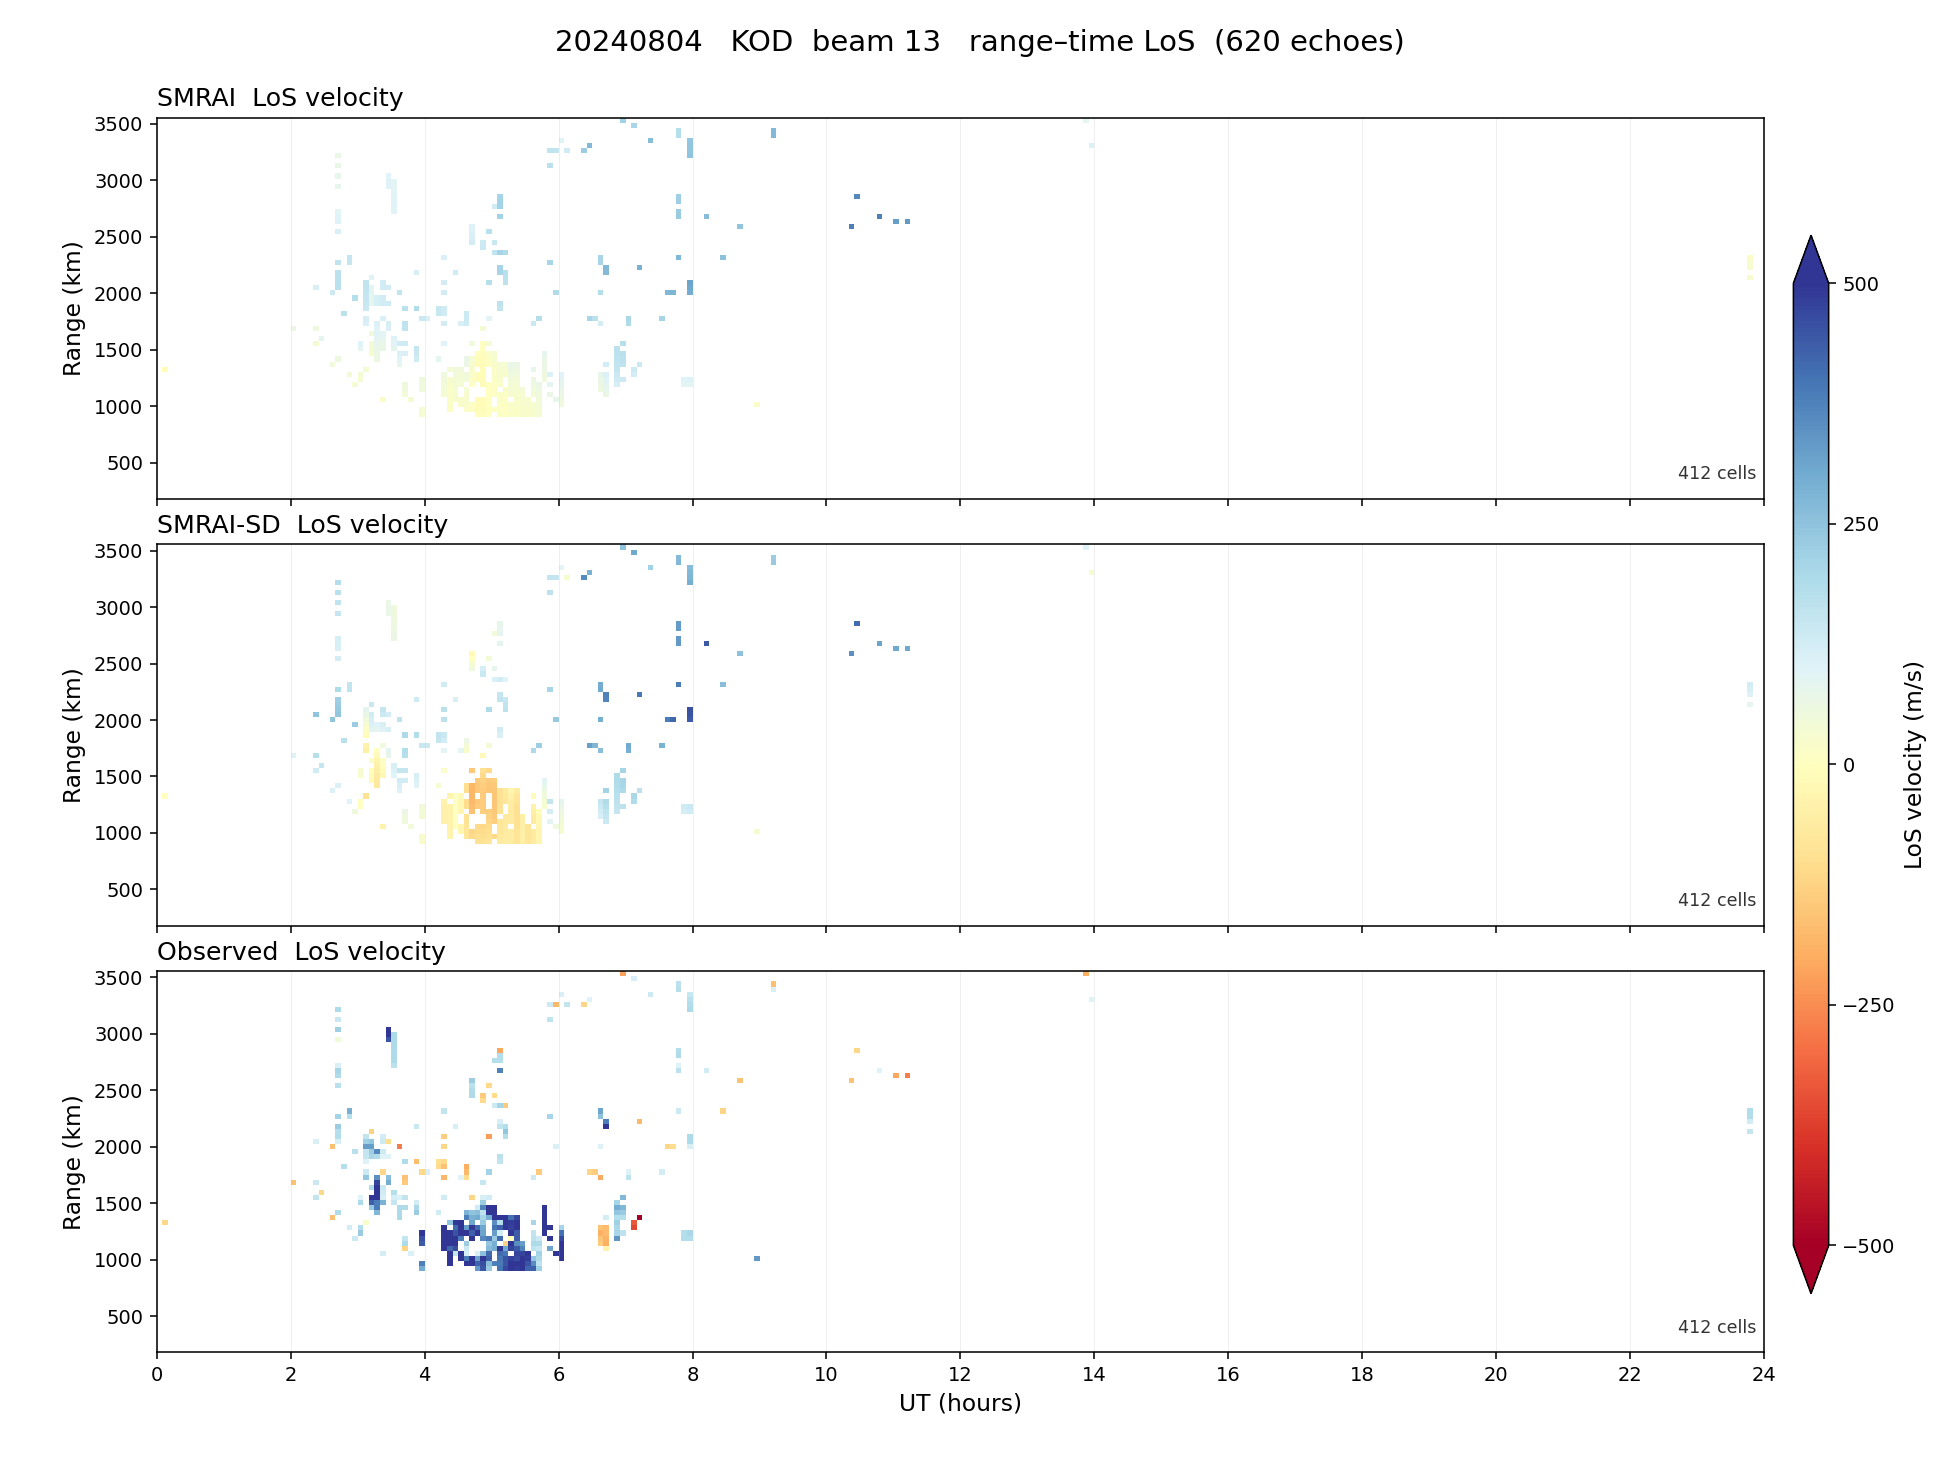 20240804   KOD  beam 13   range–time LoS  (620 echoes)
SMRAI  LoS velocity
3500
3000
2500
2000
1500
1000
500
Range (km)
412 cells
SMRAI-SD  LoS velocity
3500
3000
2500
2000
1500
1000
500
Range (km)
412 cells
Observed  LoS velocity
3500
3000
2500
2000
1500
1000
500
Range (km)
412 cells
0 2 4 6 8 10 12 14 16 18 20 22 24
UT (hours)
500
250
0
−250
−500
LoS velocity (m/s)